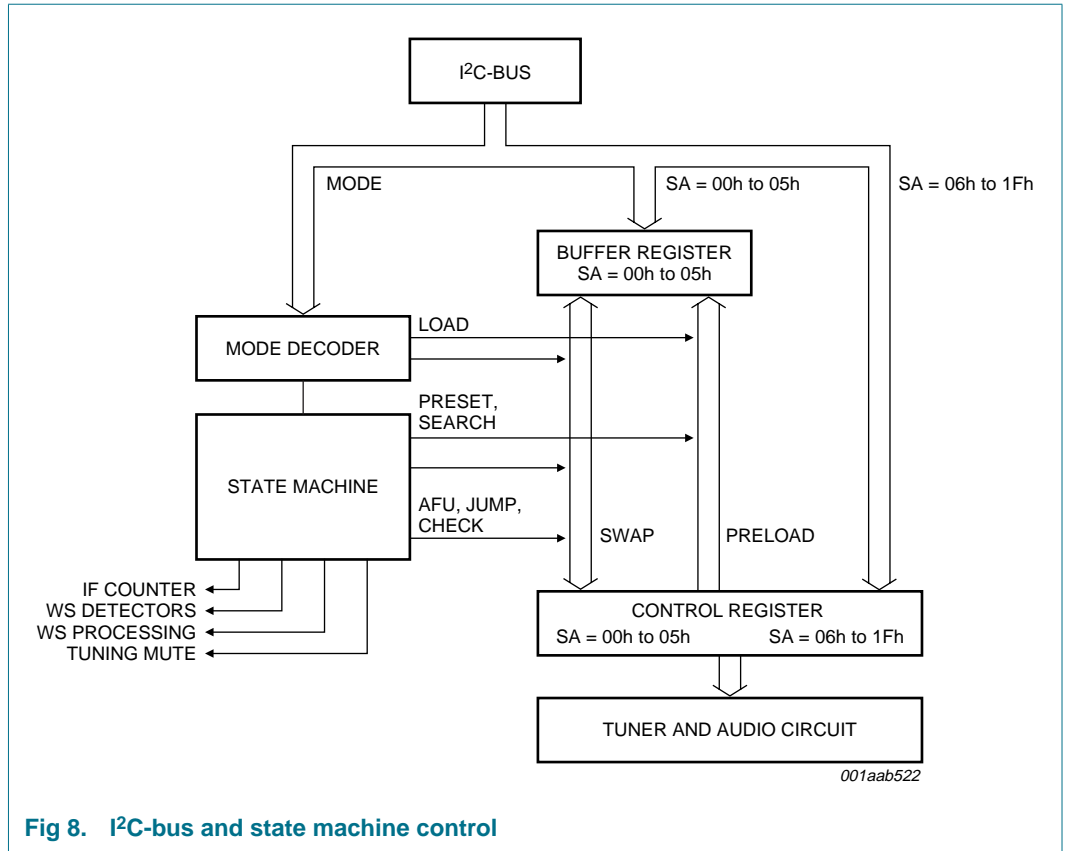 I²C-BUS
MODE
SA = 00h to 05h
SA = 06h to 1Fh
BUFFER REGISTER
SA = 00h to 05h
LOAD
MODE DECODER
PRESET,
SEARCH
STATE MACHINE
AFU, JUMP,
CHECK
SWAP
PRELOAD
IF COUNTER
WS DETECTORS
WS PROCESSING
TUNING MUTE
CONTROL REGISTER
SA = 00h to 05h SA = 06h to 1Fh
TUNER AND AUDIO CIRCUIT
001aab522
Fig 8. I²C-bus and state machine control